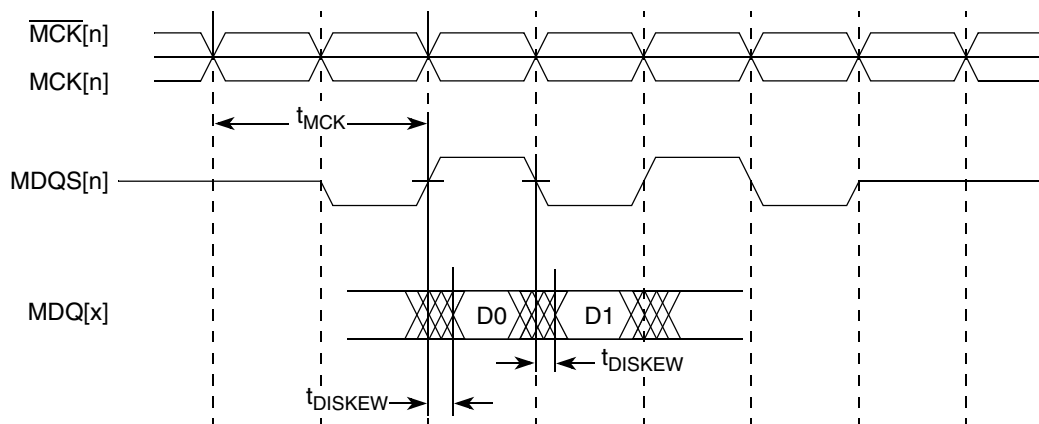 MCK[n]
MCK[n]
tMCK
MDQS[n]
MDQ[x]
D0
D1
tDISKEW
tDISKEW